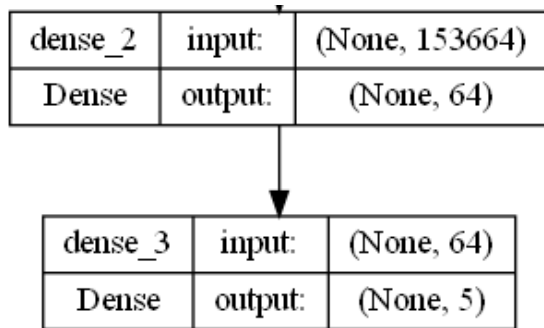 dense_2 input: (None, 153664)
Dense output: (None, 64)
dense_3 input: (None, 64)
Dense output: (None, 5)